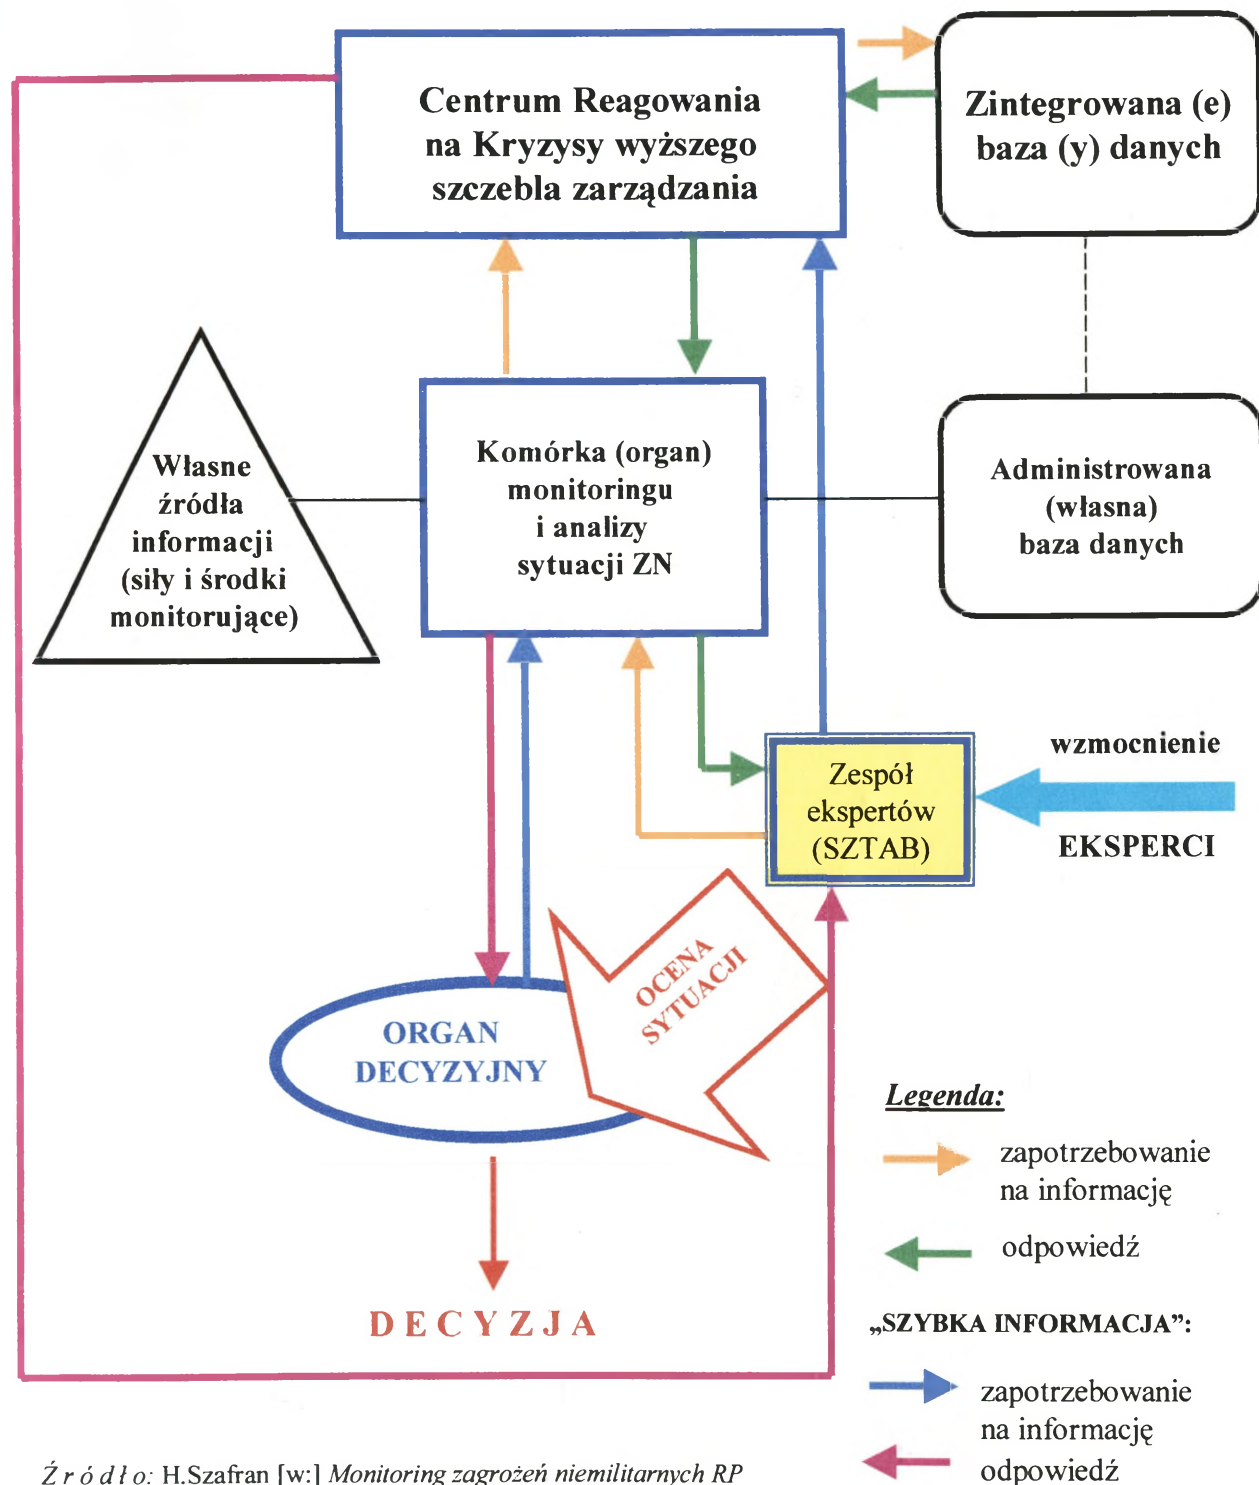 Centrum Reagowania
na Kryzysy wyższego
szczebla zarządzania
Zintegrowana (e)
baza (y) danych
Własne
źródła
informacji
(siły i środki
monitorujące)
Komórka (organ)
monitoringu
i analizy
sytuacji ZN
Administrowana
(własna)
baza danych
Zespół
ekspertów
(SZTAB)
wzmocnienie
EKSPERCI
OCENA
SYTUACJI
ORGAN
DECYZYJNY
DECYZJA
Legenda:
zapotrzebowanie
na informację
odpowiedź
„SZYBKA INFORMACJA”:
zapotrzebowanie
na informację
odpowiedź
Źródło: H.Szafran [w:] Monitoring zagrożeń niemilitarnych RP